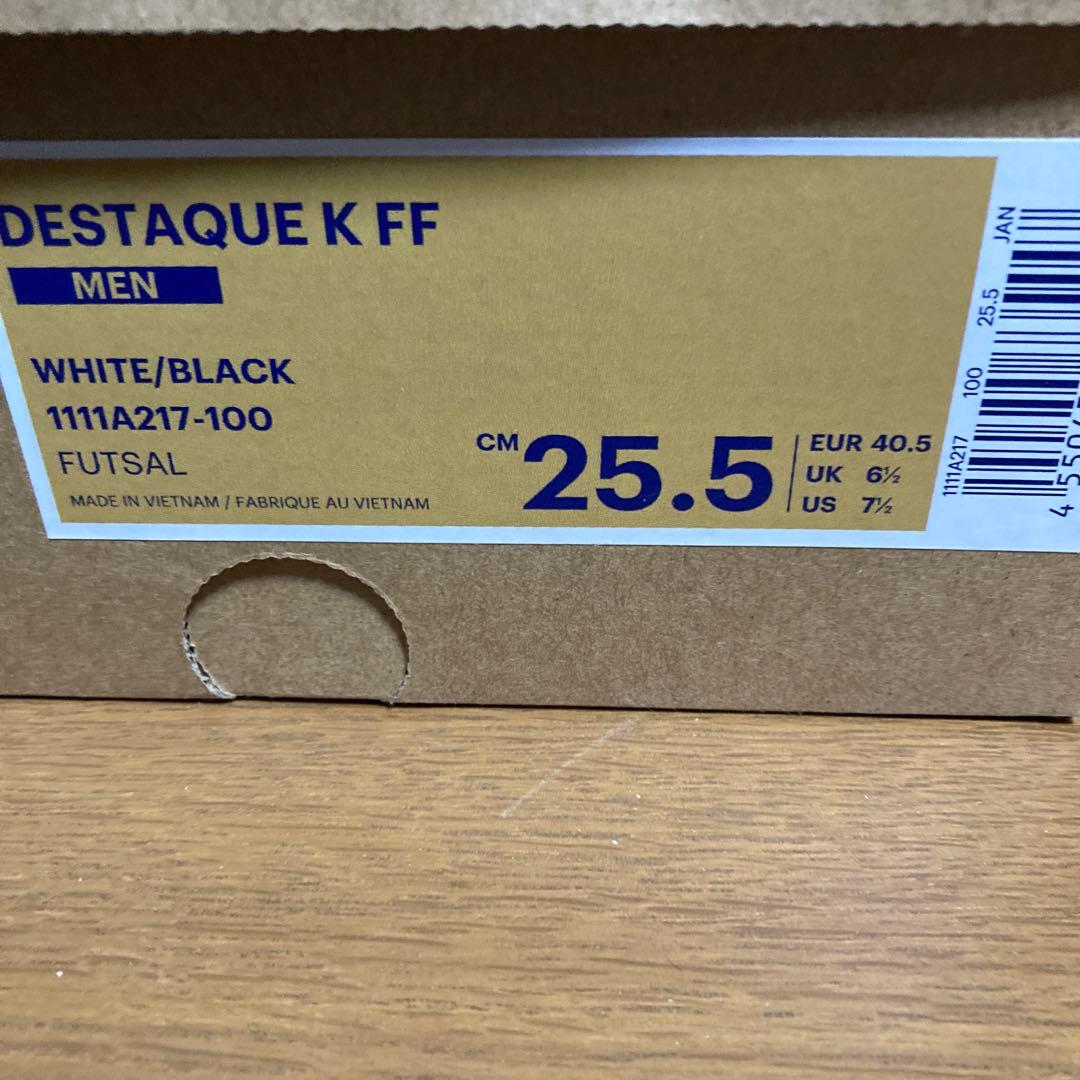 DESTAQUE K FF
MEN
WHITE/BLACK
1111A217-100
FUTSAL
MADE IN VIETNAM / FABRIQUE AU VIETNAM
CM 25.5
EUR 40.5
UK 6½
US 7½
1111A217 100 25.5 JAN